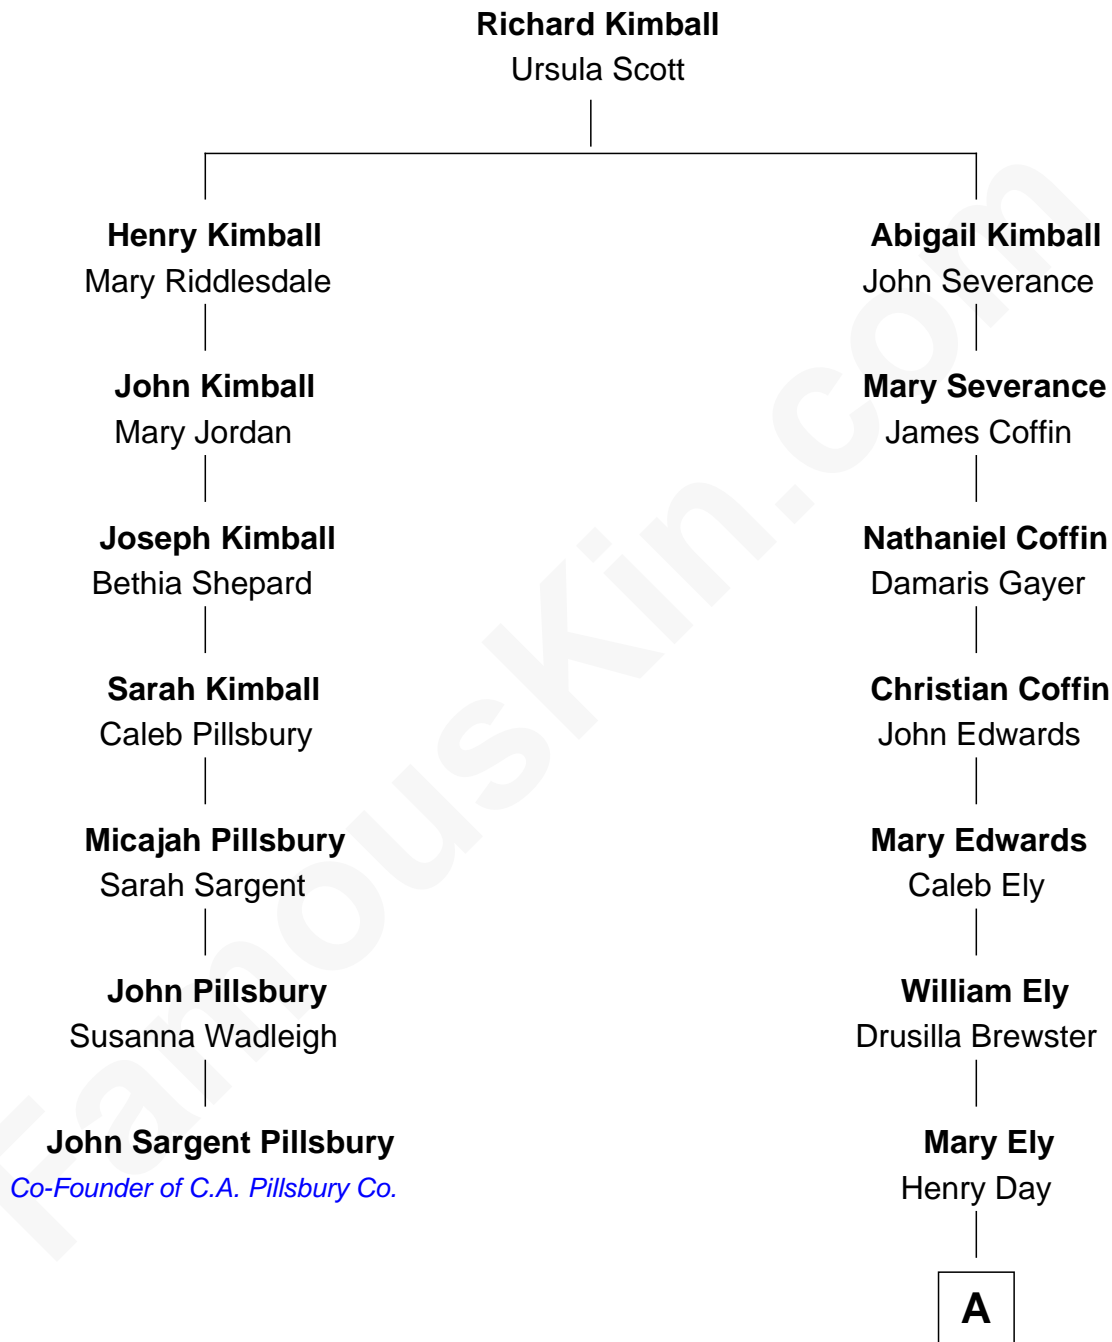 Richard Kimball
Ursula Scott
Henry Kimball
Mary Riddlesdale
John Kimball
Mary Jordan
Joseph Kimball
Bethia Shepard
Sarah Kimball
Caleb Pillsbury
Micajah Pillsbury
Sarah Sargent
John Pillsbury
Susanna Wadleigh
John Sargent Pillsbury
Co-Founder of C.A. Pillsbury Co.
Abigail Kimball
John Severance
Mary Severance
James Coffin
Nathaniel Coffin
Damaris Gayer
Christian Coffin
John Edwards
Mary Edwards
Caleb Ely
William Ely
Drusilla Brewster
Mary Ely
Henry Day
A
FamousKin.com